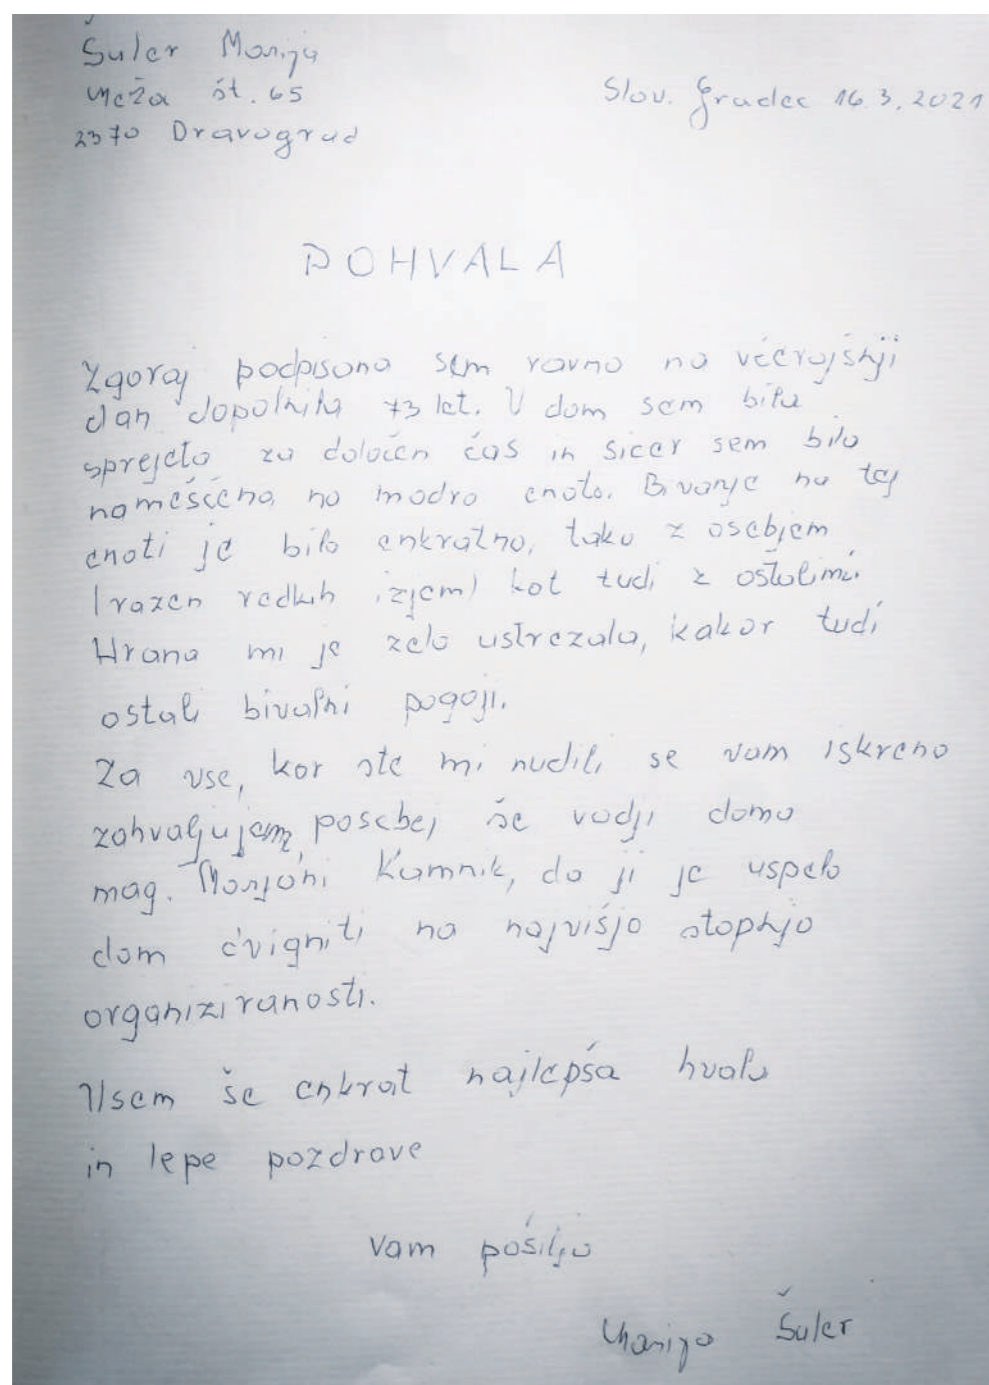 Šuler Marija
Meža št. 65
Slov. Gradec 16.3.2021
2370 Dravograd
POHVALA
Zgoraj podpisana sem ravno na včerajšnji
dan dopolnila 73 let. V dom sem bila
sprejeta za določen čas in sicer sem bila
nameščena na modro enoto. Bivanje na tej
enoti je bilo enkratno, tako z osebjem
(razen redkih izjem) kot tudi z ostalimi.
Hrana mi je zelo ustrezala, kakor tudi
ostali bivalni pogoji.
Za vse, kar ste mi nudili, se vam iskreno
zahvaljujem, posebej še vodji doma
mag. Marjani Kamnik, da ji je uspelo
dom dvigniti na najvišjo stopnjo
organiziranosti.
Vsem še enkrat najlepša hvala
in lepe pozdrave
vam pošilja
Marija Šuler